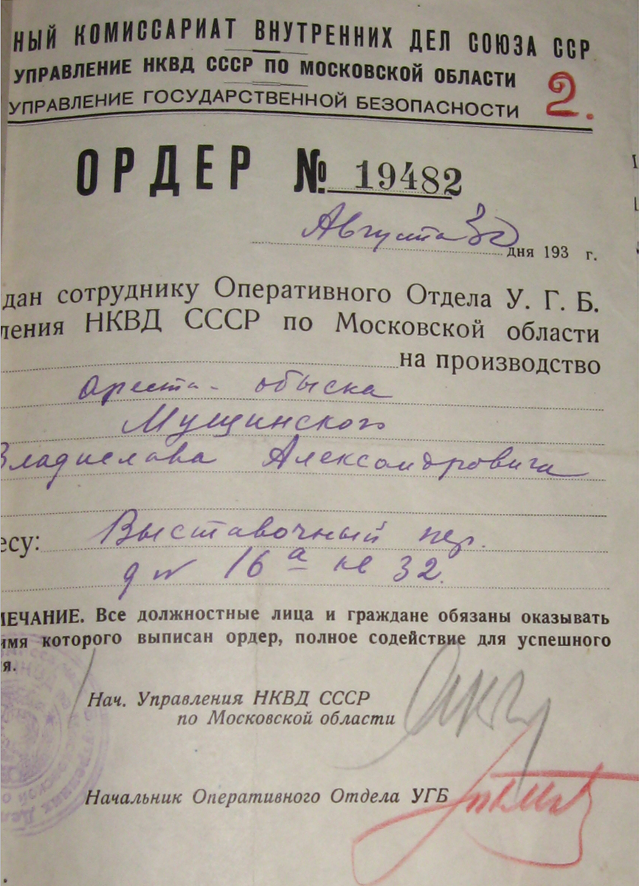 НЫЙ КОМИССАРИАТ ВНУТРЕННИХ ДЕЛ СОЮЗА ССР
УПРАВЛЕНИЕ НКВД СССР ПО МОСКОВСКОЙ ОБЛАСТИ
УПРАВЛЕНИЕ ГОСУДАРСТВЕННОЙ БЕЗОПАСНОСТИ
2.
ОРДЕР № 19482
Августа 30 дня 193 г.
дан сотруднику Оперативного Отдела У. Г. Б.
ления НКВД СССР по Московской области
на производство
ареста - обыска
Мущинского
Владислава Александровича
есу: Выставочный пер.
д № 16а кв 32.
МЕЧАНИЕ. Все должностные лица и граждане обязаны оказывать
имя которого выписан ордер, полное содействие для успешного
я.
Нач. Управления НКВД СССР
по Московской области
Начальник Оперативного Отдела УГБ